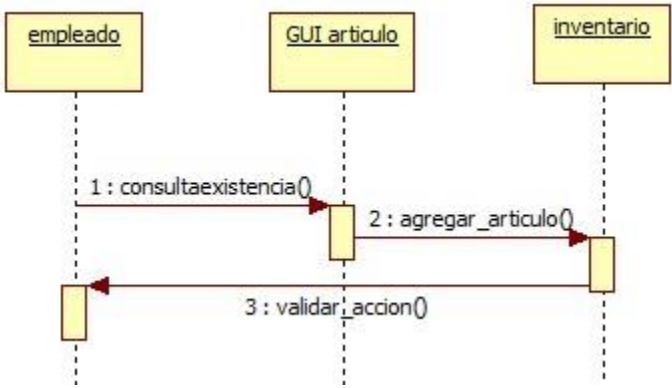 empleado
GUI articulo
inventario
1 : consultaexistencia()
2 : agregar_articulo()
3 : validar_accion()